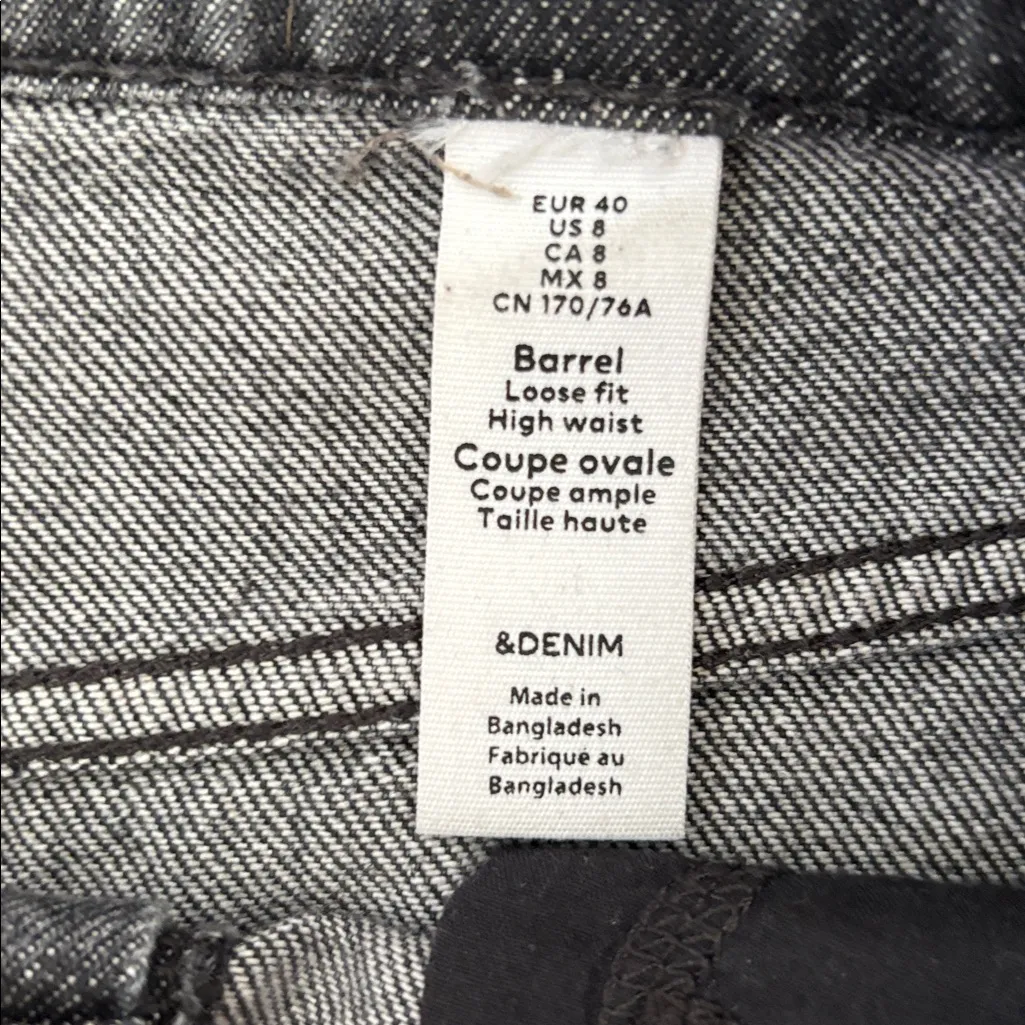 EUR 40
US 8
CA 8
MX 8
CN 170/76A
Barrel
Loose fit
High waist
Coupe ovale
Coupe ample
Taille haute
&DENIM
Made in
Bangladesh
Fabriqué au
Bangladesh